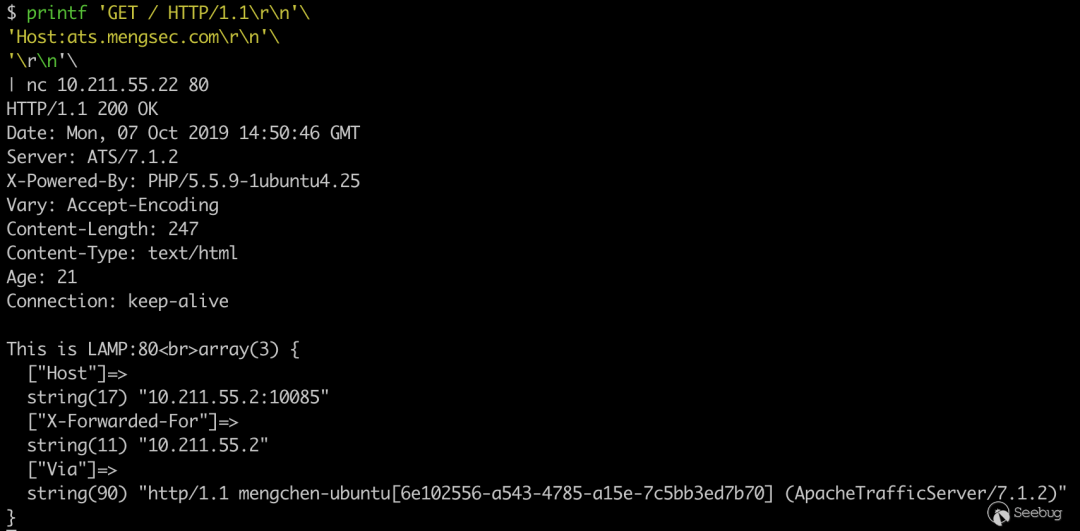 $ printf 'GET / HTTP/1.1\r\n'\
'Host:ats.mengsec.com\r\n'\
'\r\n'\
| nc 10.211.55.22 80
HTTP/1.1 200 OK
Date: Mon, 07 Oct 2019 14:50:46 GMT
Server: ATS/7.1.2
X-Powered-By: PHP/5.5.9-1ubuntu4.25
Vary: Accept-Encoding
Content-Length: 247
Content-Type: text/html
Age: 21
Connection: keep-alive

This is LAMP:80<br>array(3) {
  ["Host"]=>
  string(17) "10.211.55.2:10085"
  ["X-Forwarded-For"]=>
  string(11) "10.211.55.2"
  ["Via"]=>
  string(90) "http/1.1 mengchen-ubuntu[6e102556-a543-4785-a15e-7c5bb3ed7b70] (ApacheTrafficServer/7.1.2)"
}
Seebug